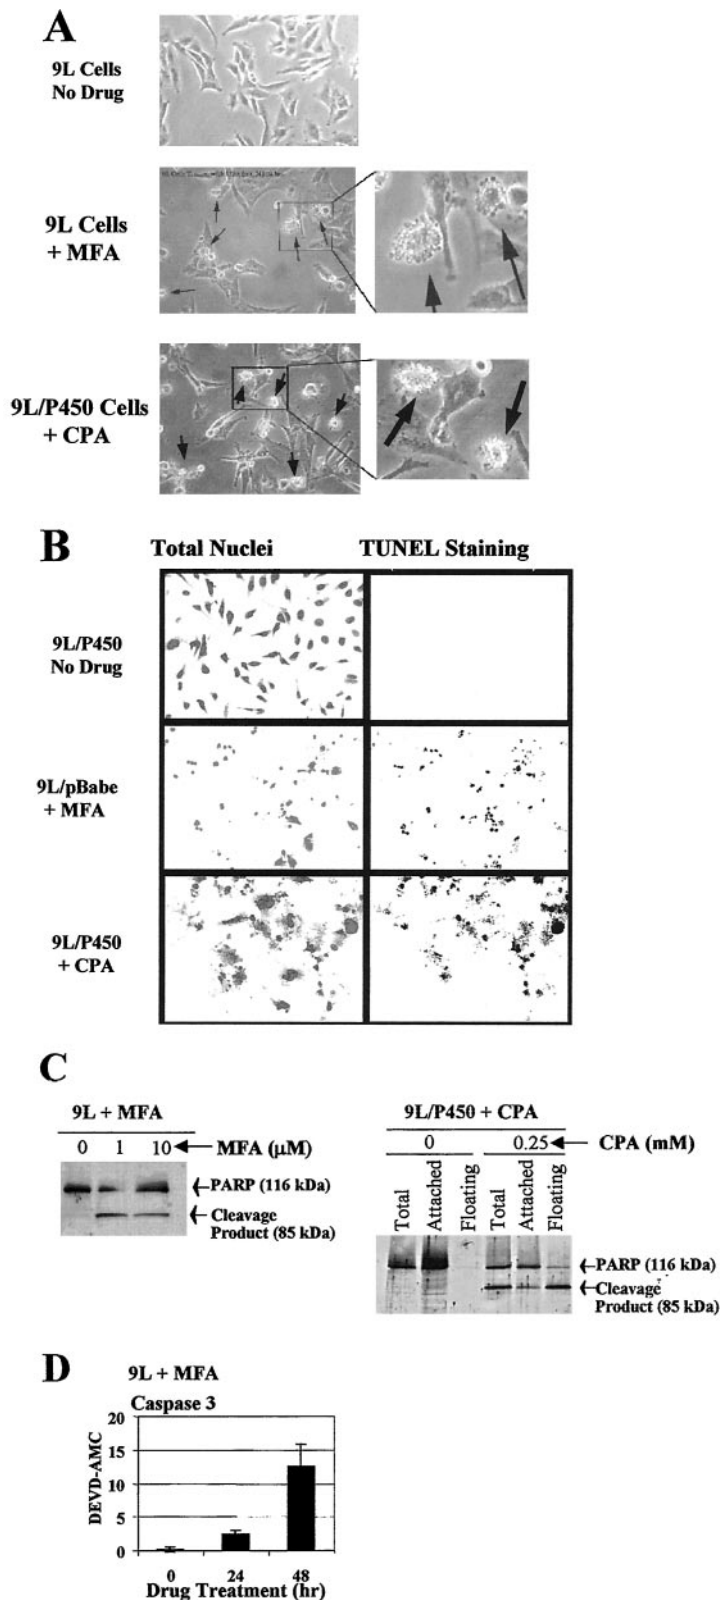 A
9L Cells
No Drug
9L Cells
+ MFA
9L/P450 Cells
+ CPA
B
Total Nuclei TUNEL Staining
9L/P450
No Drug
9L/pBabe
+ MFA
9L/P450
+ CPA
C
9L + MFA
0 1 10 MFA (µM)
PARP (116 kDa)
Cleavage
Product (85 kDa)
9L/P450 + CPA
0 0.25 CPA (mM)
Total Attached Floating Total Attached Floating
PARP (116 kDa)
Cleavage
Product (85 kDa)
D
9L + MFA
Caspase 3
DEVD-AMC
20
15
10
5
0
0 24 48
Drug Treatment (hr)